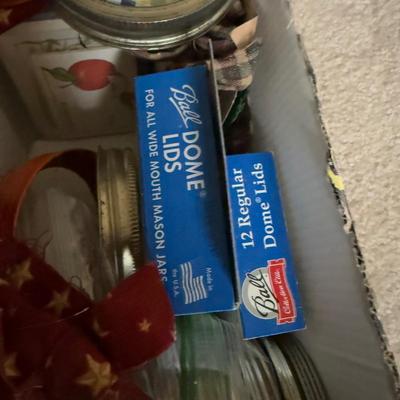 Ball®
DOME®
LIDS
FOR ALL WIDE MOUTH MASON JARS
Made in
the U.S.A.
12 Regular
Dome® Lids
Ball